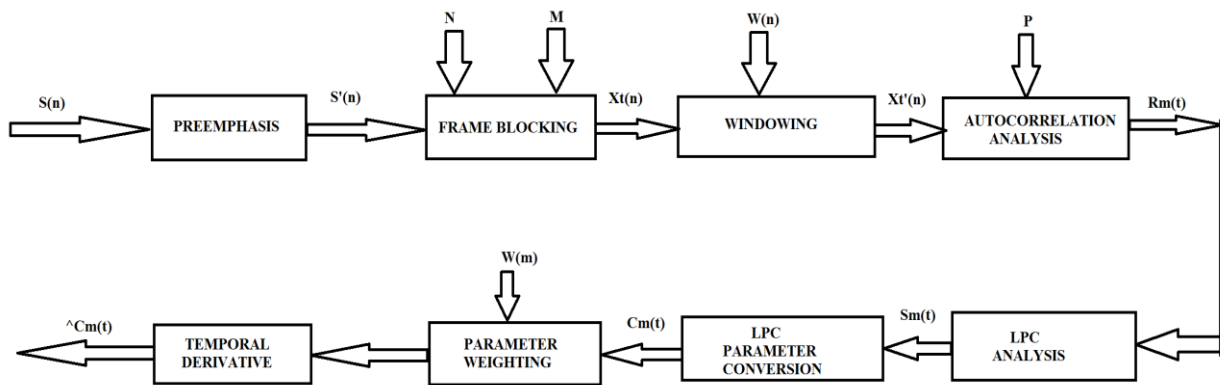 N
M
W(n)
P
S(n)
S'(n)
Xt(n)
Xt'(n)
Rm(t)
PREEMPHASIS
FRAME BLOCKING
WINDOWING
AUTOCORRELATION
ANALYSIS
W(m)
^Cm(t)
Cm(t)
Sm(t)
TEMPORAL
DERIVATIVE
PARAMETER
WEIGHTING
LPC
PARAMETER
CONVERSION
LPC
ANALYSIS